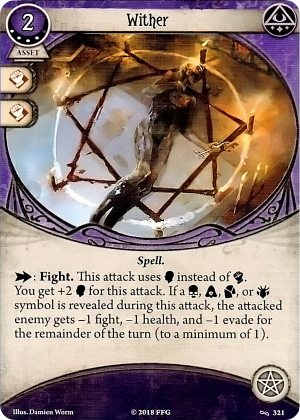 2
Wither
ASSET
Spell.
: Fight. This attack uses instead of .
You get +2 for this attack. If a , , , or
symbol is revealed during this attack, the attacked
enemy gets –1 fight, –1 health, and –1 evade for
the remainder of the turn (to a minimum of 1).
Illus. Damien Worm
© 2018 FFG
321